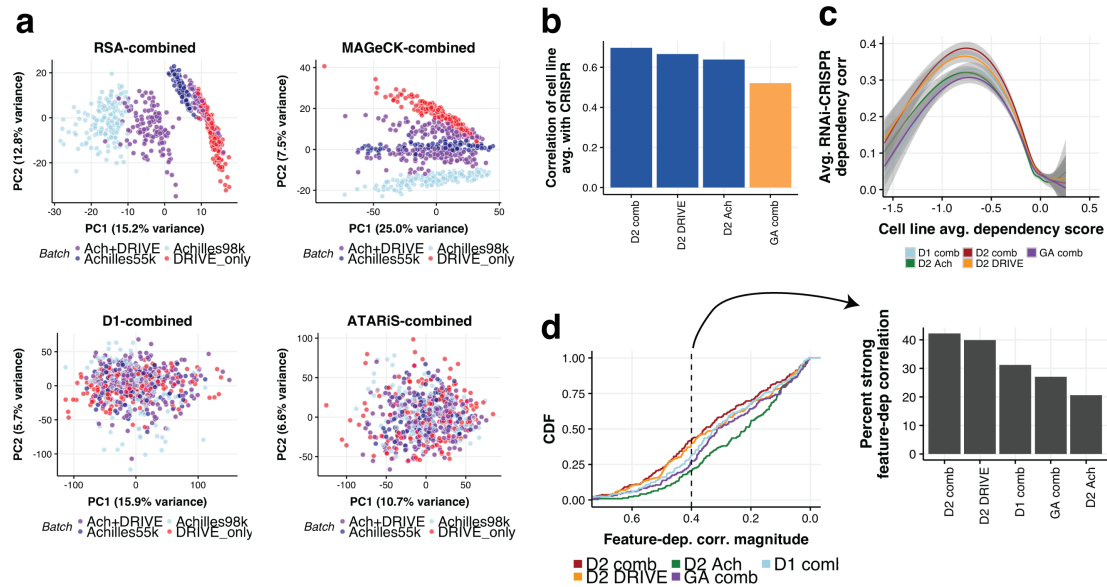 a
RSA-combined
PC2 (12.8% variance)
20
0
-20
-30
-20
-10
0
10
PC1 (15.2% variance)
Batch
Ach+DRIVE
Achilles98k
Achilles55k
DRIVE_only
MAGeCK-combined
PC2 (7.5% variance)
40
20
0
-20
-50
0
50
PC1 (25.0% variance)
Batch
Ach+DRIVE
Achilles98k
Achilles55k
DRIVE_only
D1-combined
PC2 (5.7% variance)
50
0
-50
-100
-100
0
100
PC1 (15.9% variance)
Batch
Ach+DRIVE
Achilles98k
Achilles55k
DRIVE_only
ATARiS-combined
PC2 (6.6% variance)
100
50
0
-50
-100
-50
0
50
PC1 (10.7% variance)
Batch
Ach+DRIVE
Achilles98k
Achilles55k
DRIVE_only
b
Correlation of cell line
avg. with CRISPR
0.6
0.4
0.2
0.0
D2 comb
D2 DRIVE
D2 Ach
GA comb
c
Avg. RNAi-CRISPR
dependency corr
0.4
0.3
0.2
0.1
0.0
-1.5
-1.0
-0.5
0.0
0.5
Cell line avg. dependency score
D1 comb
D2 comb
GA comb
D2 Ach
D2 DRIVE
d
CDF
1.00
0.75
0.50
0.25
0.00
0.6
0.4
0.2
0.0
Feature-dep. corr. magnitude
D2 comb
D2 Ach
D1 coml
D2 DRIVE
GA comb
Percent strong
feature-dep correlation
40
30
20
10
0
D2 comb
D2 DRIVE
D1 comb
GA comb
D2 Ach